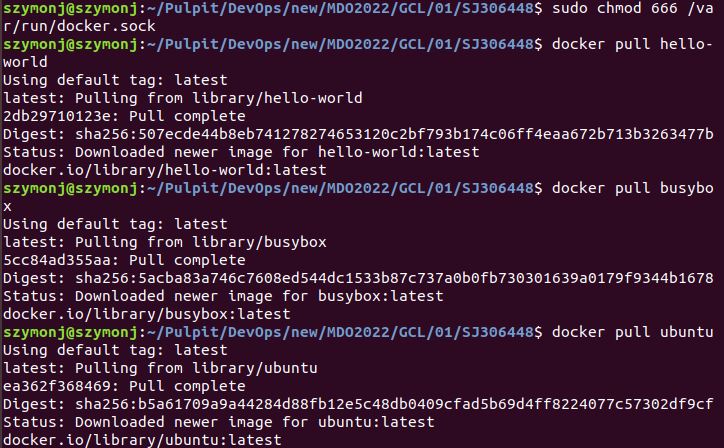 szymonj@szymonj:~/Pulpit/DevOps/new/MDO2022/GCL/01/SJ306448$ sudo chmod 666 /va
r/run/docker.sock
szymonj@szymonj:~/Pulpit/DevOps/new/MDO2022/GCL/01/SJ306448$ docker pull hello-
world
Using default tag: latest
latest: Pulling from library/hello-world
2db29710123e: Pull complete
Digest: sha256:507ecde44b8eb741278274653120c2bf793b174c06ff4eaa672b713b3263477b
Status: Downloaded newer image for hello-world:latest
docker.io/library/hello-world:latest
szymonj@szymonj:~/Pulpit/DevOps/new/MDO2022/GCL/01/SJ306448$ docker pull busybo
x
Using default tag: latest
latest: Pulling from library/busybox
5cc84ad355aa: Pull complete
Digest: sha256:5acba83a746c7608ed544dc1533b87c737a0b0fb730301639a0179f9344b1678
Status: Downloaded newer image for busybox:latest
docker.io/library/busybox:latest
szymonj@szymonj:~/Pulpit/DevOps/new/MDO2022/GCL/01/SJ306448$ docker pull ubuntu
Using default tag: latest
latest: Pulling from library/ubuntu
ea362f368469: Pull complete
Digest: sha256:b5a61709a9a44284d88fb12e5c48db0409cfad5b69d4ff8224077c57302df9cf
Status: Downloaded newer image for ubuntu:latest
docker.io/library/ubuntu:latest